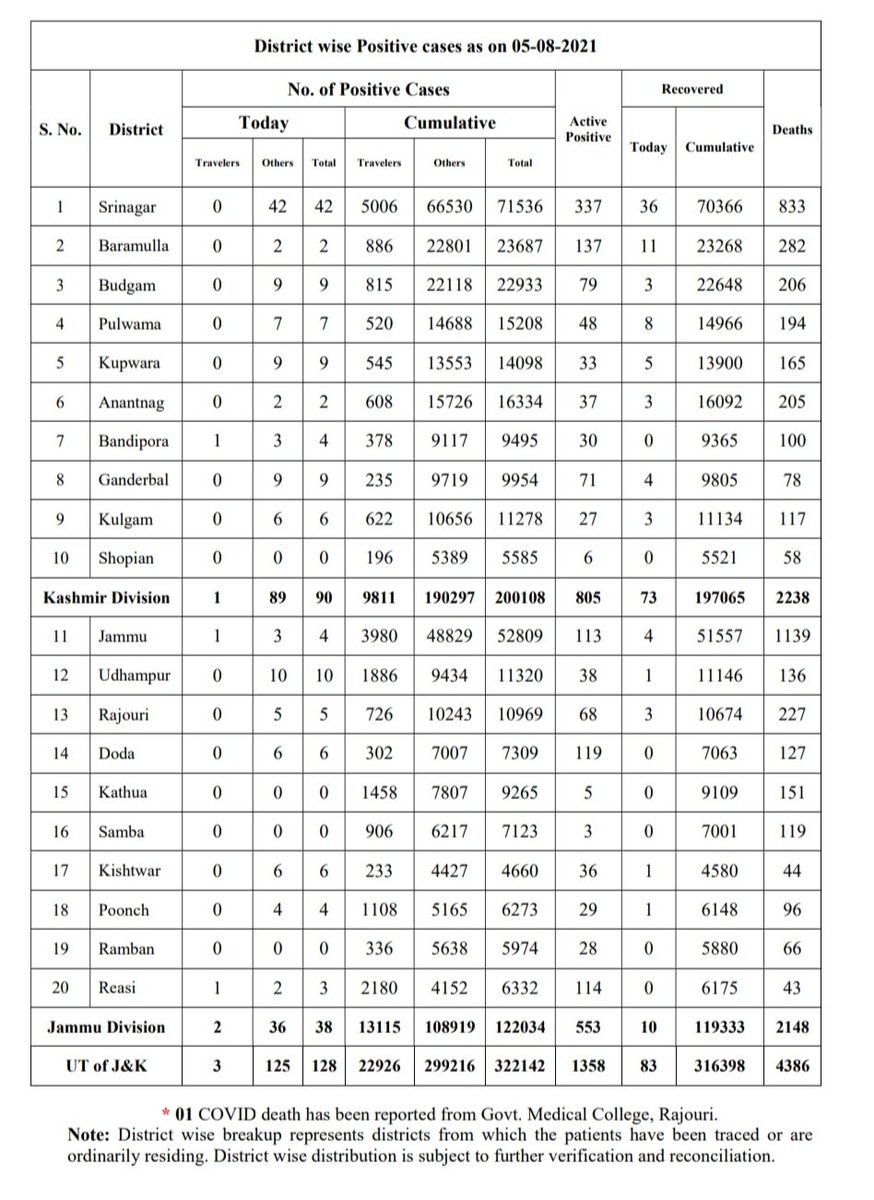 District wise Positive cases as on 05-08-2021
S. No. District No. of Positive Cases Active Positive Recovered Deaths
Today Cumulative Today Cumulative
Travelers Others Total Travelers Others Total
1 Srinagar 0 42 42 5006 66530 71536 337 36 70366 833
2 Baramulla 0 2 2 886 22801 23687 137 11 23268 282
3 Budgam 0 9 9 815 22118 22933 79 3 22648 206
4 Pulwama 0 7 7 520 14688 15208 48 8 14966 194
5 Kupwara 0 9 9 545 13553 14098 33 5 13900 165
6 Anantnag 0 2 2 608 15726 16334 37 3 16092 205
7 Bandipora 1 3 4 378 9117 9495 30 0 9365 100
8 Ganderbal 0 9 9 235 9719 9954 71 4 9805 78
9 Kulgam 0 6 6 622 10656 11278 27 3 11134 117
10 Shopian 0 0 0 196 5389 5585 6 0 5521 58
Kashmir Division 1 89 90 9811 190297 200108 805 73 197065 2238
11 Jammu 1 3 4 3980 48829 52809 113 4 51557 1139
12 Udhampur 0 10 10 1886 9434 11320 38 1 11146 136
13 Rajouri 0 5 5 726 10243 10969 68 3 10674 227
14 Doda 0 6 6 302 7007 7309 119 0 7063 127
15 Kathua 0 0 0 1458 7807 9265 5 0 9109 151
16 Samba 0 0 0 906 6217 7123 3 0 7001 119
17 Kishtwar 0 6 6 233 4427 4660 36 1 4580 44
18 Poonch 0 4 4 1108 5165 6273 29 1 6148 96
19 Ramban 0 0 0 336 5638 5974 28 0 5880 66
20 Reasi 1 2 3 2180 4152 6332 114 0 6175 43
Jammu Division 2 36 38 13115 108919 122034 553 10 119333 2148
UT of J&K 3 125 128 22926 299216 322142 1358 83 316398 4386
* 01 COVID death has been reported from Govt. Medical College, Rajouri.
Note: District wise breakup represents districts from which the patients have been traced or are
ordinarily residing. District wise distribution is subject to further verification and reconciliation.